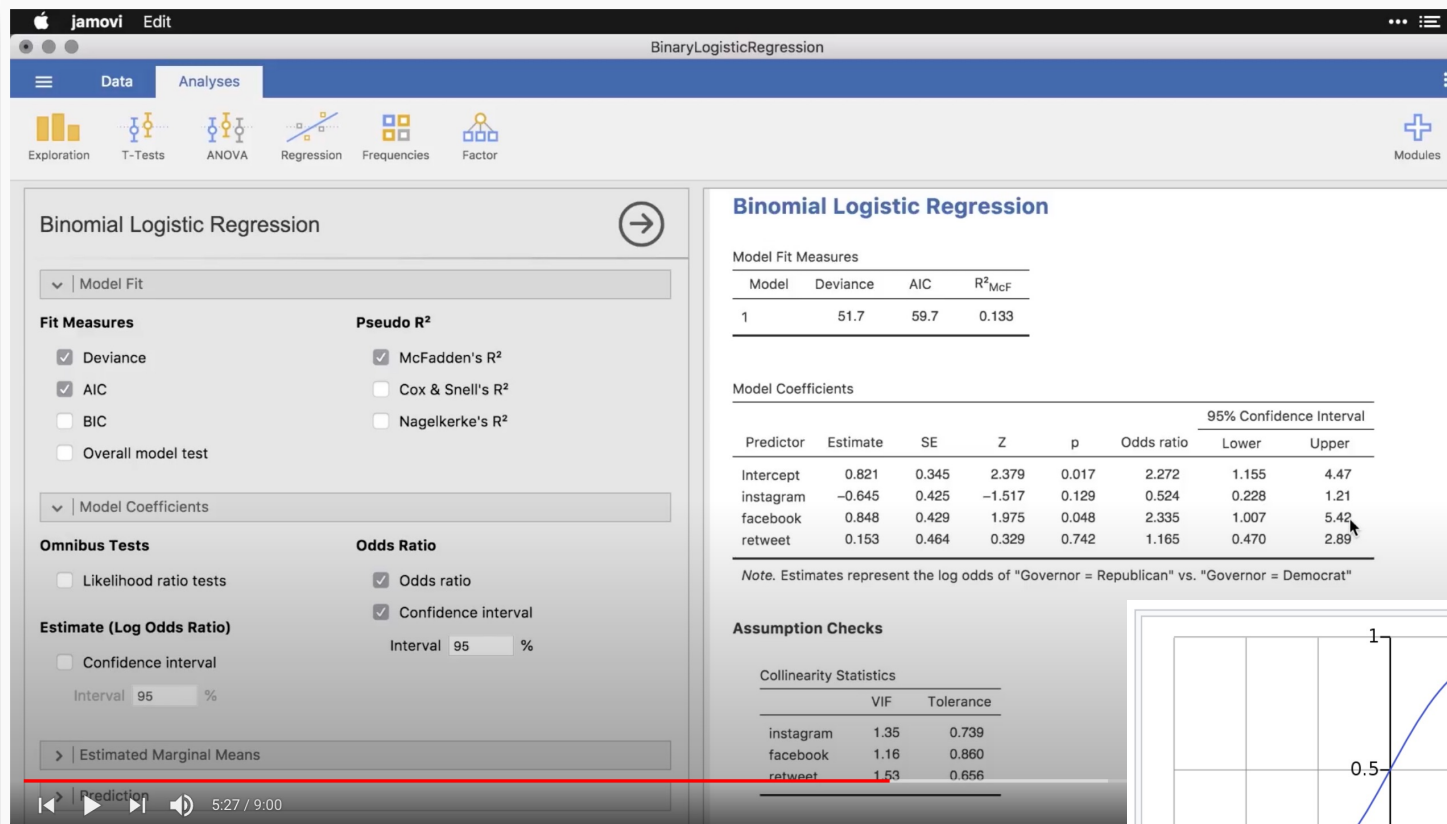 jamovi Edit
BinaryLogisticRegression
Data Analyses
Exploration T-Tests ANOVA Regression Frequencies Factor Modules
Binomial Logistic Regression
Model Fit
Fit Measures Pseudo R²
Deviance McFadden's R²
AIC Cox & Snell's R²
BIC Nagelkerke's R²
Overall model test
Model Coefficients
Omnibus Tests Odds Ratio
Likelihood ratio tests Odds ratio
Confidence interval
Estimate (Log Odds Ratio)
Interval 95 %
Confidence interval
Interval 95 %
Estimated Marginal Means
Prediction
5:27 / 9:00
Binomial Logistic Regression
Model Fit Measures
Model Deviance AIC R²McF
1 51.7 59.7 0.133
Model Coefficients
95% Confidence Interval
Predictor Estimate SE Z p Odds ratio Lower Upper
Intercept 0.821 0.345 2.379 0.017 2.272 1.155 4.47
instagram −0.645 0.425 −1.517 0.129 0.524 0.228 1.21
facebook 0.848 0.429 1.975 0.048 2.335 1.007 5.42
retweet 0.153 0.464 0.329 0.742 1.165 0.470 2.89
Note. Estimates represent the log odds of "Governor = Republican" vs. "Governor = Democrat"
Assumption Checks
Collinearity Statistics
VIF Tolerance
instagram 1.35 0.739
facebook 1.16 0.860
retweet 1.53 0.656
1
0.5